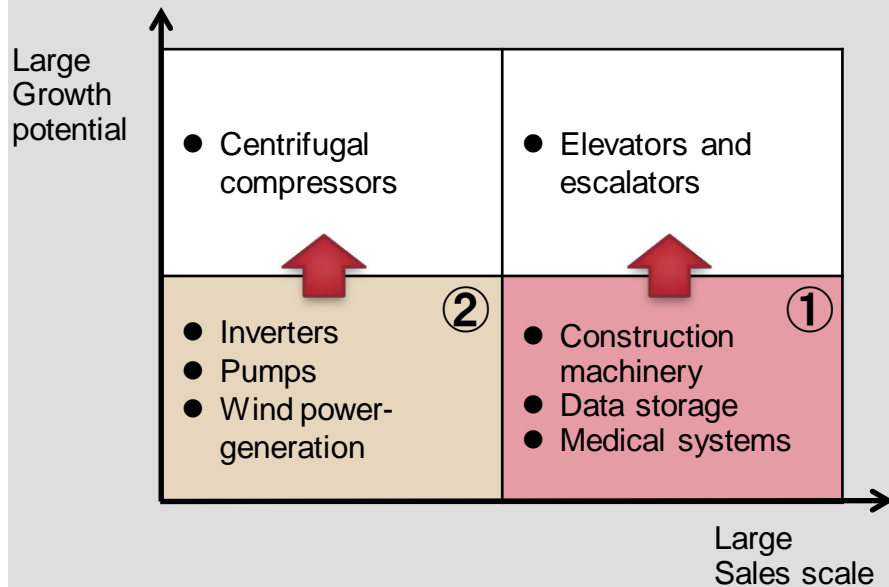 Large
Growth
potential
● Centrifugal
compressors
● Elevators and
escalators
②
● Inverters
● Pumps
● Wind power-
generation
①
● Construction
machinery
● Data storage
● Medical systems
Large
Sales scale